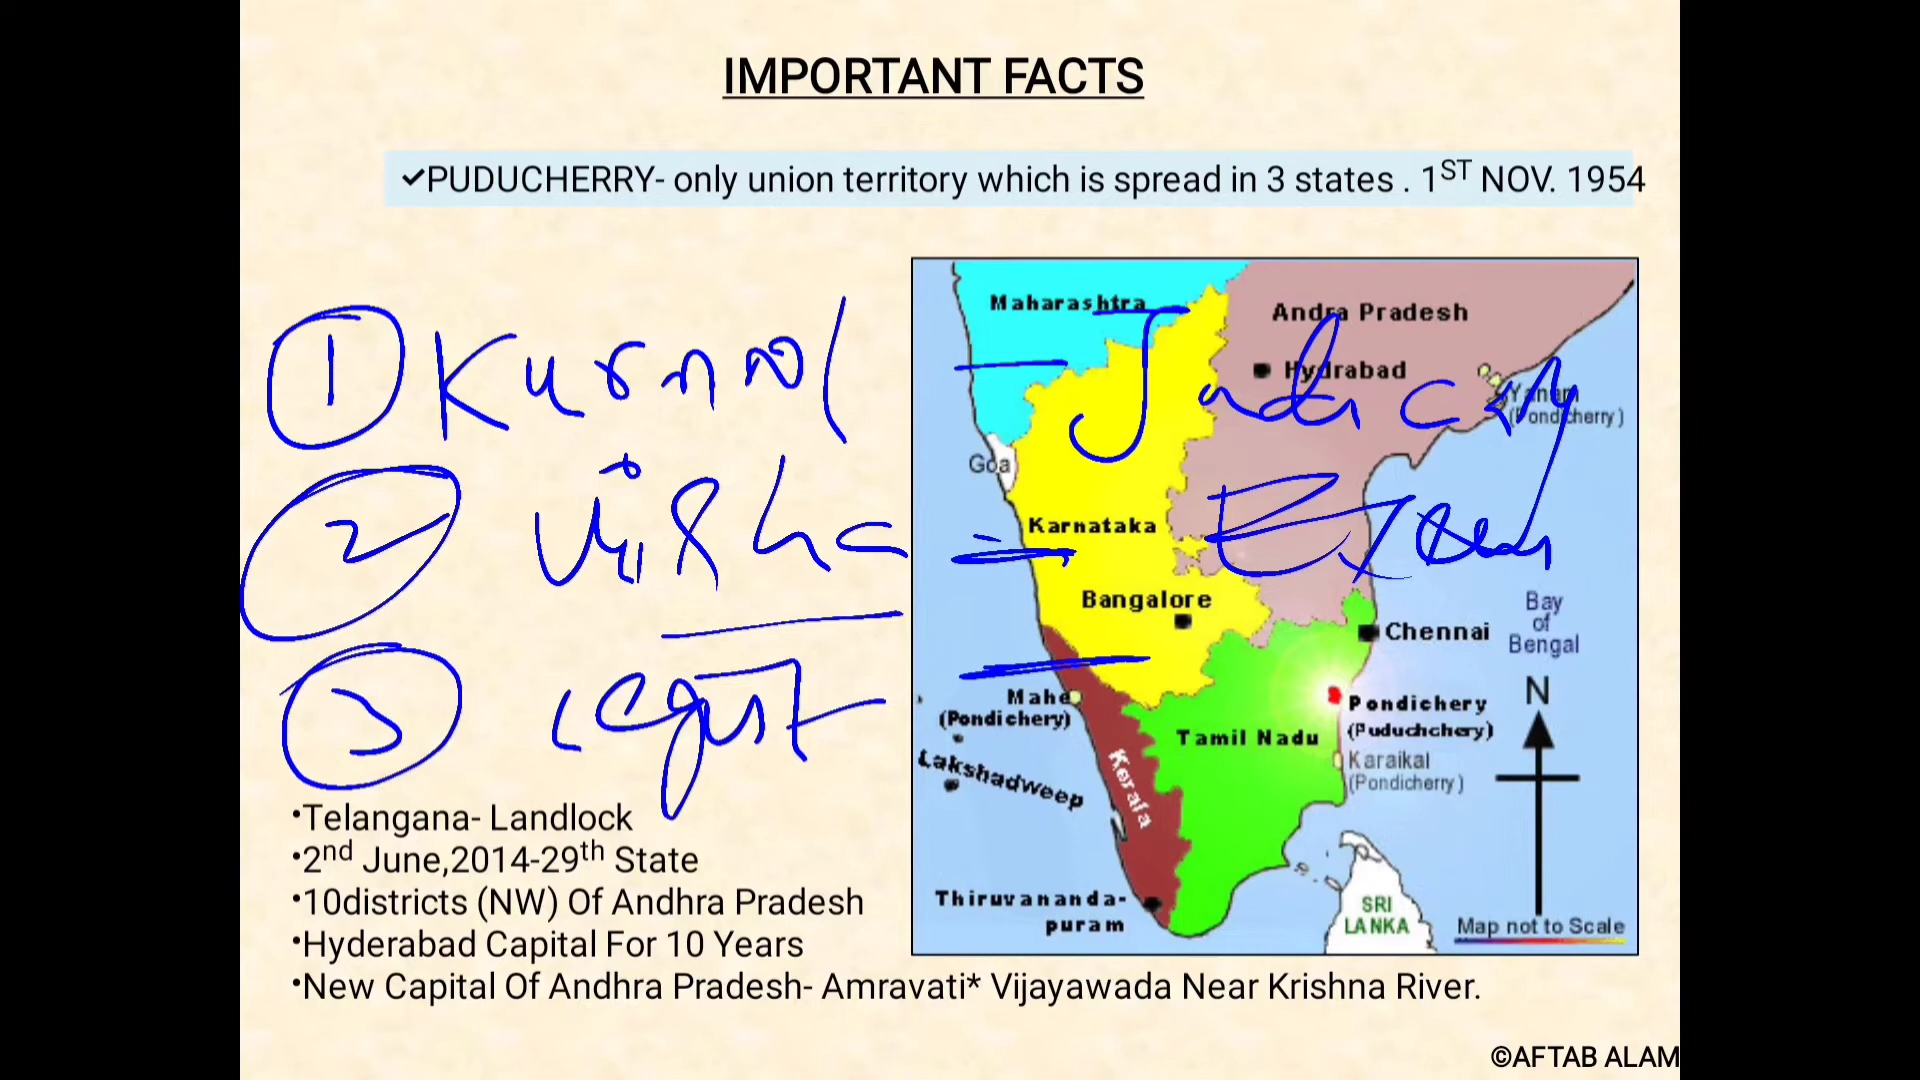 IMPORTANT FACTS
✓PUDUCHERRY- only union territory which is spread in 3 states . 1ST NOV. 1954
1 Kurnool - Judicary
2 Visha =
3
Maharashtra
Andra Pradesh
Hydrabad
Yanam
(Pondicherry)
Goa
Karnataka
Bangalore
Chennai
Bay
of
Bengal
Mahe
(Pondichery)
Tamil Nadu
Pondichery
(Puduchchery)
N
Karaikal
(Pondicherry)
Lakshadweep
Kerala
Thiruvananda-
puram
SRI
LANKA
Map not to Scale
•Telangana- Landlock
•2nd June,2014-29th State
•10districts (NW) Of Andhra Pradesh
•Hyderabad Capital For 10 Years
•New Capital Of Andhra Pradesh- Amravati* Vijayawada Near Krishna River.
©AFTAB ALAM